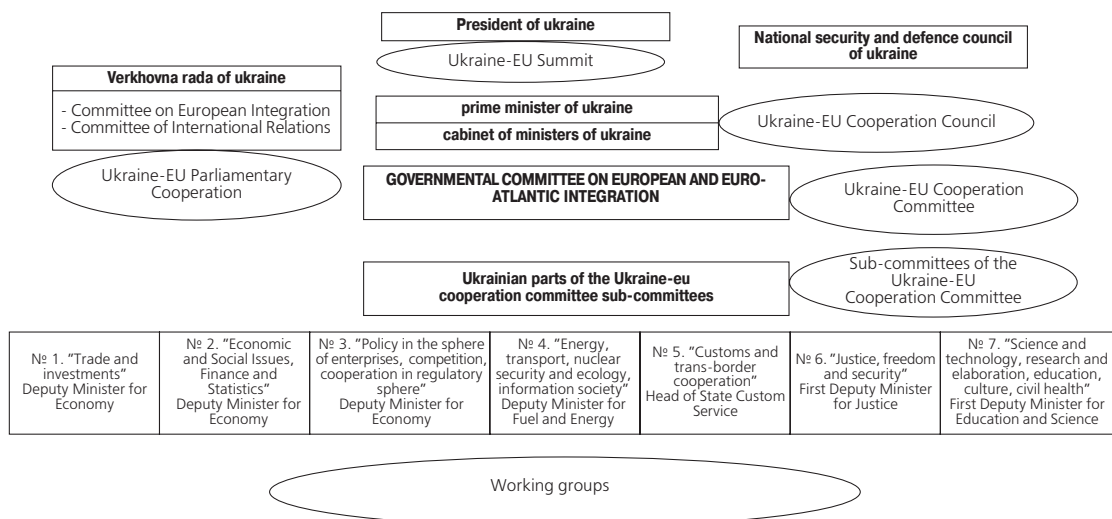 President of ukraine
Ukraine-EU Summit
National security and defence council
of ukraine
Verkhovna rada of ukraine
- Committee on European Integration
- Committee of International Relations
prime minister of ukraine
cabinet of ministers of ukraine
Ukraine-EU Cooperation Council
Ukraine-EU Parliamentary
Cooperation
GOVERNMENTAL COMMITTEE ON EUROPEAN AND EURO-
ATLANTIC INTEGRATION
Ukraine-EU Cooperation
Committee
Ukrainian parts of the Ukraine-eu
cooperation committee sub-committees
Sub-committees of the
Ukraine-EU
Cooperation Committee
№ 1. "Trade and
investments"
Deputy Minister for
Economy
№ 2. "Economic
and Social Issues,
Finance and
Statistics"
Deputy Minister for
Economy
№ 3. "Policy in the sphere
of enterprises, competition,
cooperation in regulatory
sphere"
Deputy Minister for
Economy
№ 4. "Energy,
transport, nuclear
security and ecology,
information society"
Deputy Minister for
Fuel and Energy
№ 5. "Customs and
trans-border
cooperation"
Head of State Custom
Service
№ 6. "Justice, freedom
and security"
First Deputy Minister
for Justice
№ 7. "Science and
technology, research and
elaboration, education,
culture, civil health"
First Deputy Minister for
Education and Science
Working groups